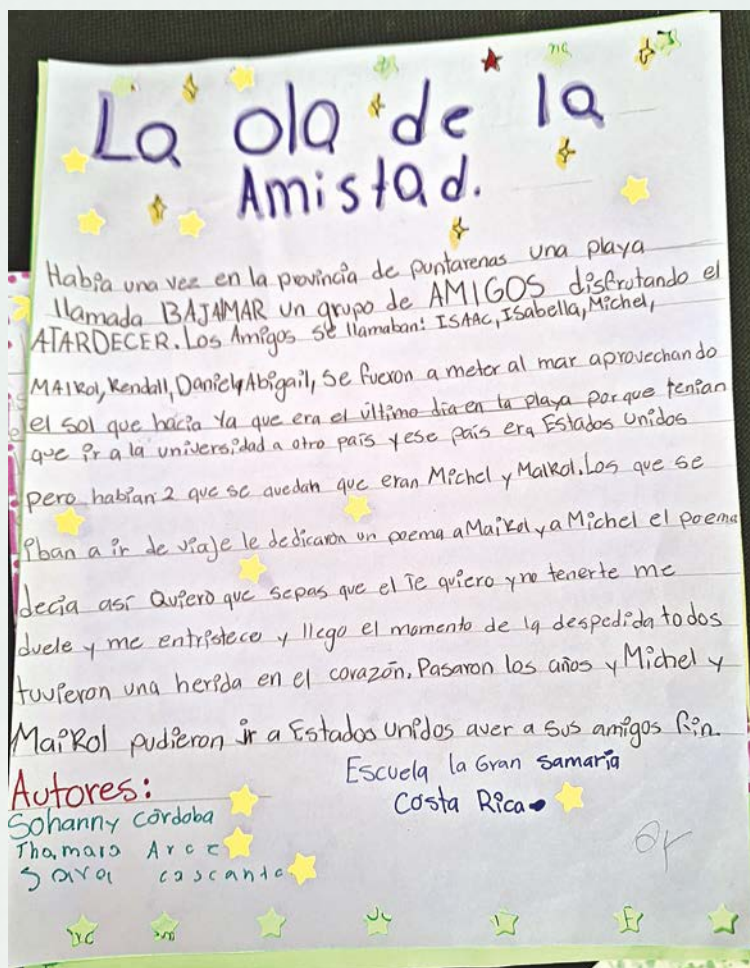 La ola de la
Amistad.
Había una vez en la provincia de puntarenas una playa
llamada BAJAMAR un grupo de AMIGOS disfrutando el
ATARDECER. Los Amigos se llamaban: ISAAC, ISabella, Michel,
MAIKol, Kendall, Daniel y Abigail, se fueron a meter al mar aprovechando
el sol que hacia Ya que era el último dia en la playa porque tenían
que ir a la universidad a otro país y ese país era Estados Unidos
pero habían 2 que se quedan que eran Michel y Maikol. Los que se
iban a ir de viaje le dedicaron un poema a Maikol y a Michel el poema
decía así Quiero que sepas que el Te quiero y no tenerte me
duele y me entristece y llego el momento de la despedida todos
tuvieron una herida en el corazón. Pasaron los años y Michel y
MaiKol pudieron ir a Estados Unidos aver a sus amigos fin.
Escuela la Gran Samaria
Costa Rica
Autores:
Sohanny Córdoba
Thamara Arce
Sara cascante